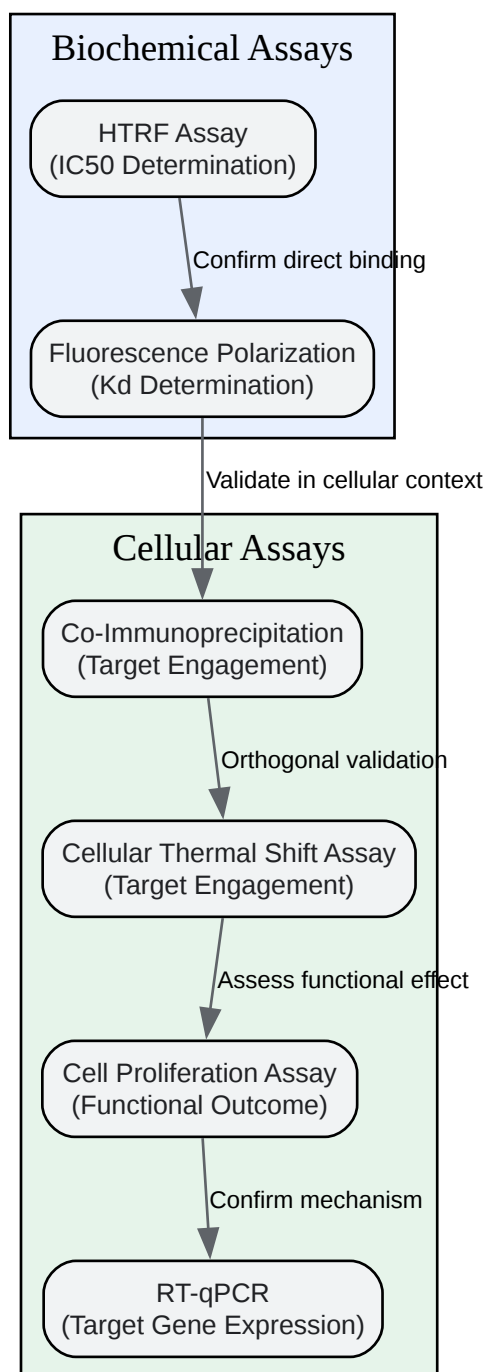 Biochemical Assays
HTRF Assay
(IC50 Determination)
Confirm direct binding
Fluorescence Polarization
(Kd Determination)
Validate in cellular context
Cellular Assays
Co-Immunoprecipitation
(Target Engagement)
Orthogonal validation
Cellular Thermal Shift Assay
(Target Engagement)
Assess functional effect
Cell Proliferation Assay
(Functional Outcome)
Confirm mechanism
RT-qPCR
(Target Gene Expression)